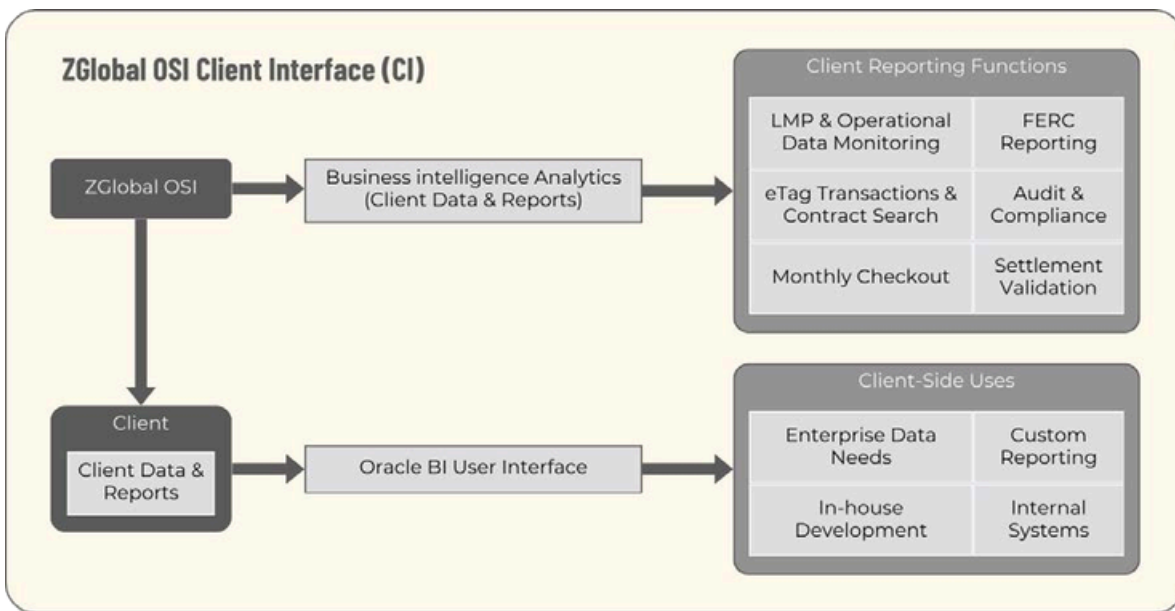 ZGlobal OSI Client Interface (CI)
Client Reporting Functions
LMP & Operational
Data Monitoring
FERC
Reporting
ZGlobal OSI
Business intelligence Analytics
(Client Data & Reports)
eTag Transactions &
Contract Search
Audit &
Compliance
Monthly Checkout
Settlement
Validation
Client-Side Uses
Client
Client Data &
Reports
Oracle BI User Interface
Enterprise Data
Needs
Custom
Reporting
In-house
Development
Internal
Systems